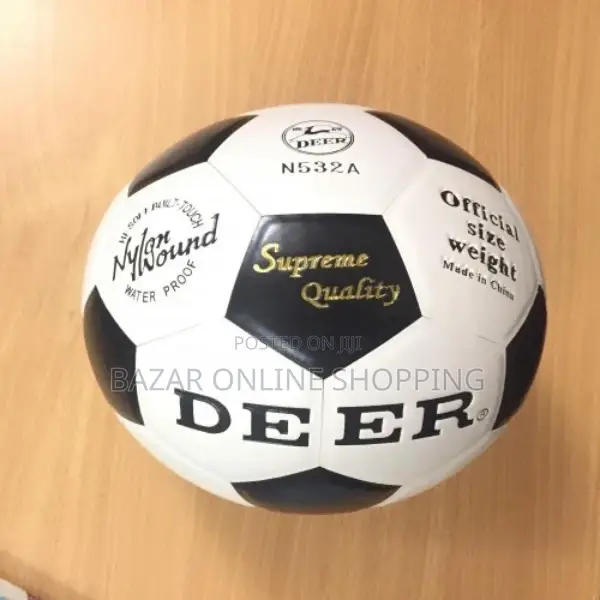 DEER
N532A
Nylon
Wound
WATER PROOF
Official
size
weight
Made in China
Supreme
Quality
POSTED ON JIJI
BAZAR ONLINE SHOPPING
DEER®